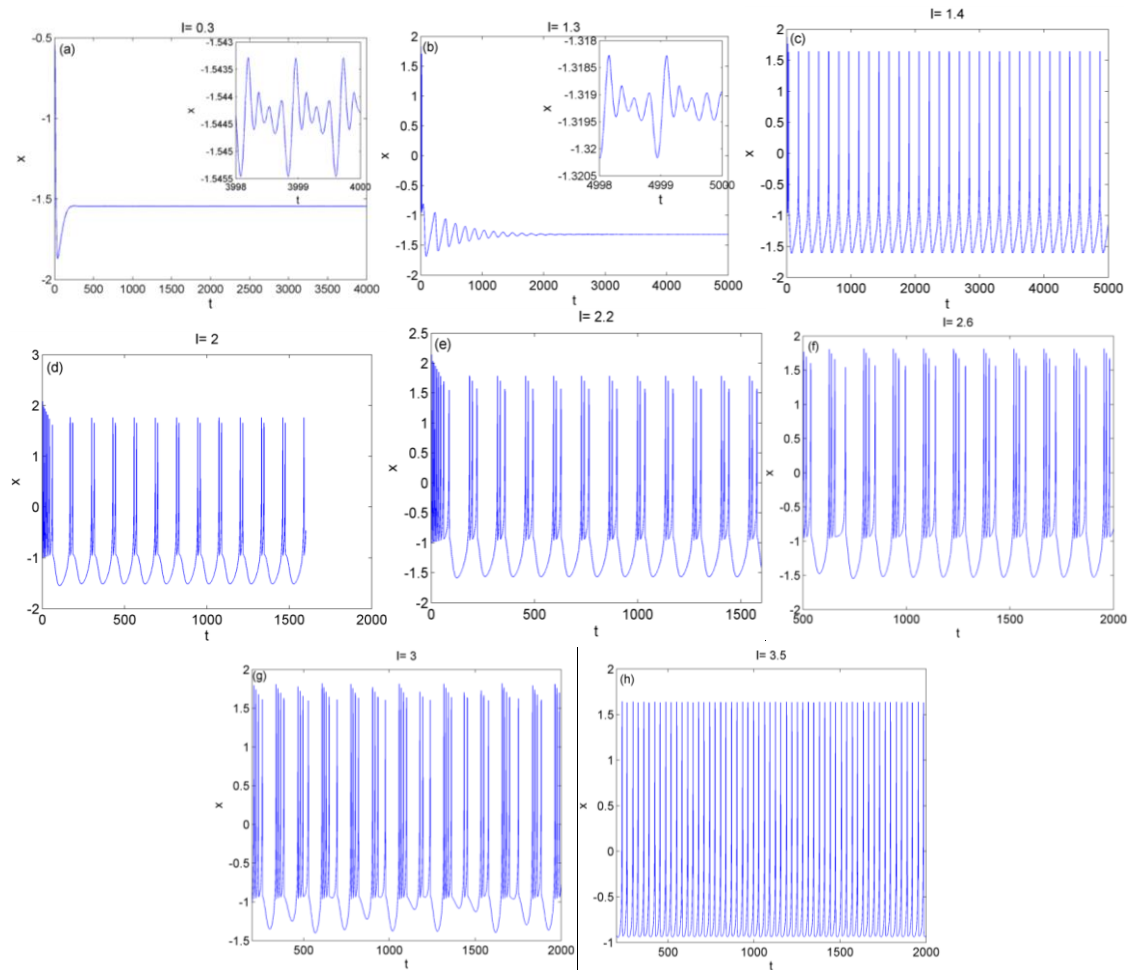 I= 0.3
(a)
-0.5
-1
-1.5
-2
x
0 500 1000 1500 2000 2500 3000 3500 4000
t
-1.543
-1.5435
-1.544
-1.5445
-1.545
-1.5455
x
3998 3999 4000
t
I= 1.3
(b)
2
1.5
1
0.5
0
-0.5
-1
-1.5
-2
x
0 1000 2000 3000 4000 5000
t
-1.318
-1.3185
-1.319
-1.3195
-1.32
-1.3205
x
4998 4999 5000
t
I= 1.4
(c)
2
1.5
1
0.5
0
-0.5
-1
-1.5
-2
x
0 1000 2000 3000 4000 5000
t
I= 2
(d)
3
2
1
0
-1
-2
x
0 500 1000 1500 2000
t
I= 2.2
(e)
2.5
2
1.5
1
0.5
0
-0.5
-1
-1.5
-2
x
0 500 1000 1500
t
I= 2.6
(f)
2
1.5
1
0.5
0
-0.5
-1
-1.5
-2
x
500 1000 1500 2000
t
I= 3
(g)
2
1.5
1
0.5
0
-0.5
-1
-1.5
x
500 1000 1500 2000
t
I= 3.5
(h)
2
1.5
1
0.5
0
-0.5
-1
x
500 1000 1500 2000
t